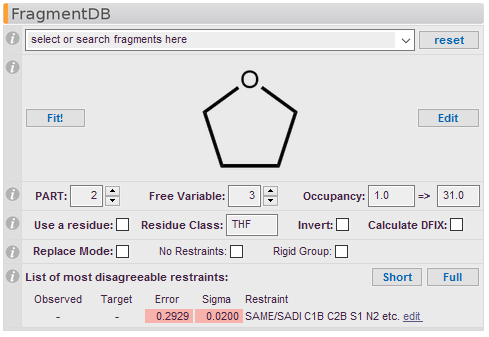 FragmentDB
select or search fragments here reset
O
Fit! Edit
PART: 2 Free Variable: 3 Occupancy: 1.0 => 31.0
Use a residue: Residue Class: THF Invert: Calculate DFIX:
Replace Mode: No Restraints: Rigid Group:
List of most disagreeable restraints: Short Full
Observed Target Error Sigma Restraint
- - 0.2929 0.0200 SAME/SADI C1B C2B S1 N2 etc. edit